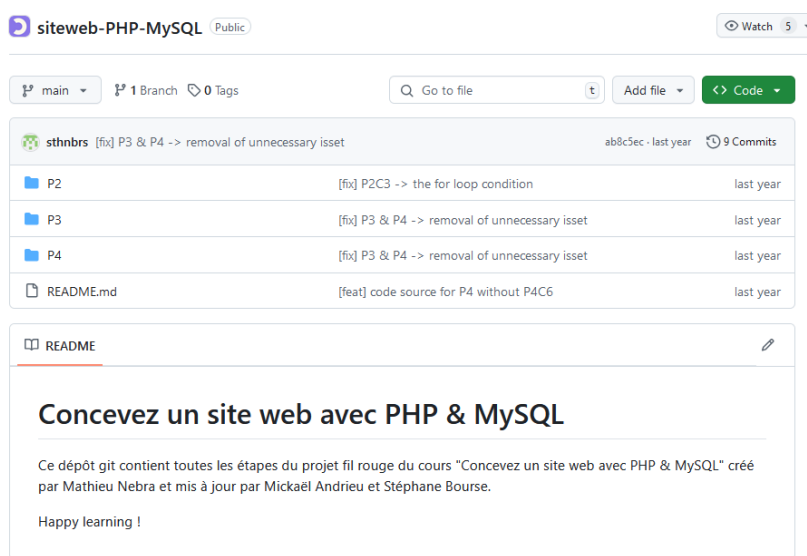 siteweb-PHP-MySQL Public Watch 5
main 1 Branch 0 Tags Go to file t Add file Code
sthnbrs [fix] P3 & P4 -> removal of unnecessary isset ab8c5ec · last year 9 Commits
P2 [fix] P2C3 -> the for loop condition last year
P3 [fix] P3 & P4 -> removal of unnecessary isset last year
P4 [fix] P3 & P4 -> removal of unnecessary isset last year
README.md [feat] code source for P4 without P4C6 last year
README
Concevez un site web avec PHP & MySQL
Ce dépôt git contient toutes les étapes du projet fil rouge du cours "Concevez un site web avec PHP & MySQL" créé
par Mathieu Nebra et mis à jour par Mickaël Andrieu et Stéphane Bourse.
Happy learning !